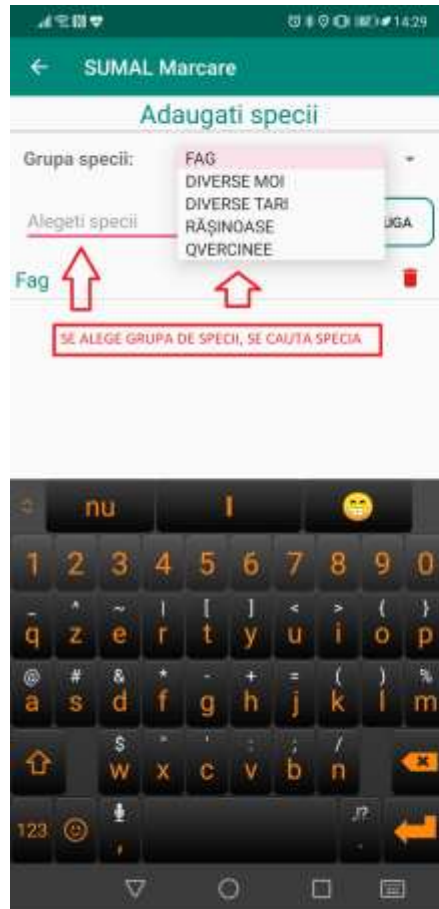 14:29
SUMAL Marcare
Adaugati specii
Grupa specii:
FAG
DIVERSE MOI
DIVERSE TARI
RĂȘINOASE
QVERCINEE
Alegeti specii
UGA
Fag
SE ALEGE GRUPA DE SPECII, SE CAUTA SPECIA
nu
I
1 2 3 4 5 6 7 8 9 0
_ ^ ~ | [ ] < > { }
q z e r t y u i o p
@ # & * - + = ( ) %
a s d f g h j k l m
$ " ' : ; /
w x c v b n
123 , .